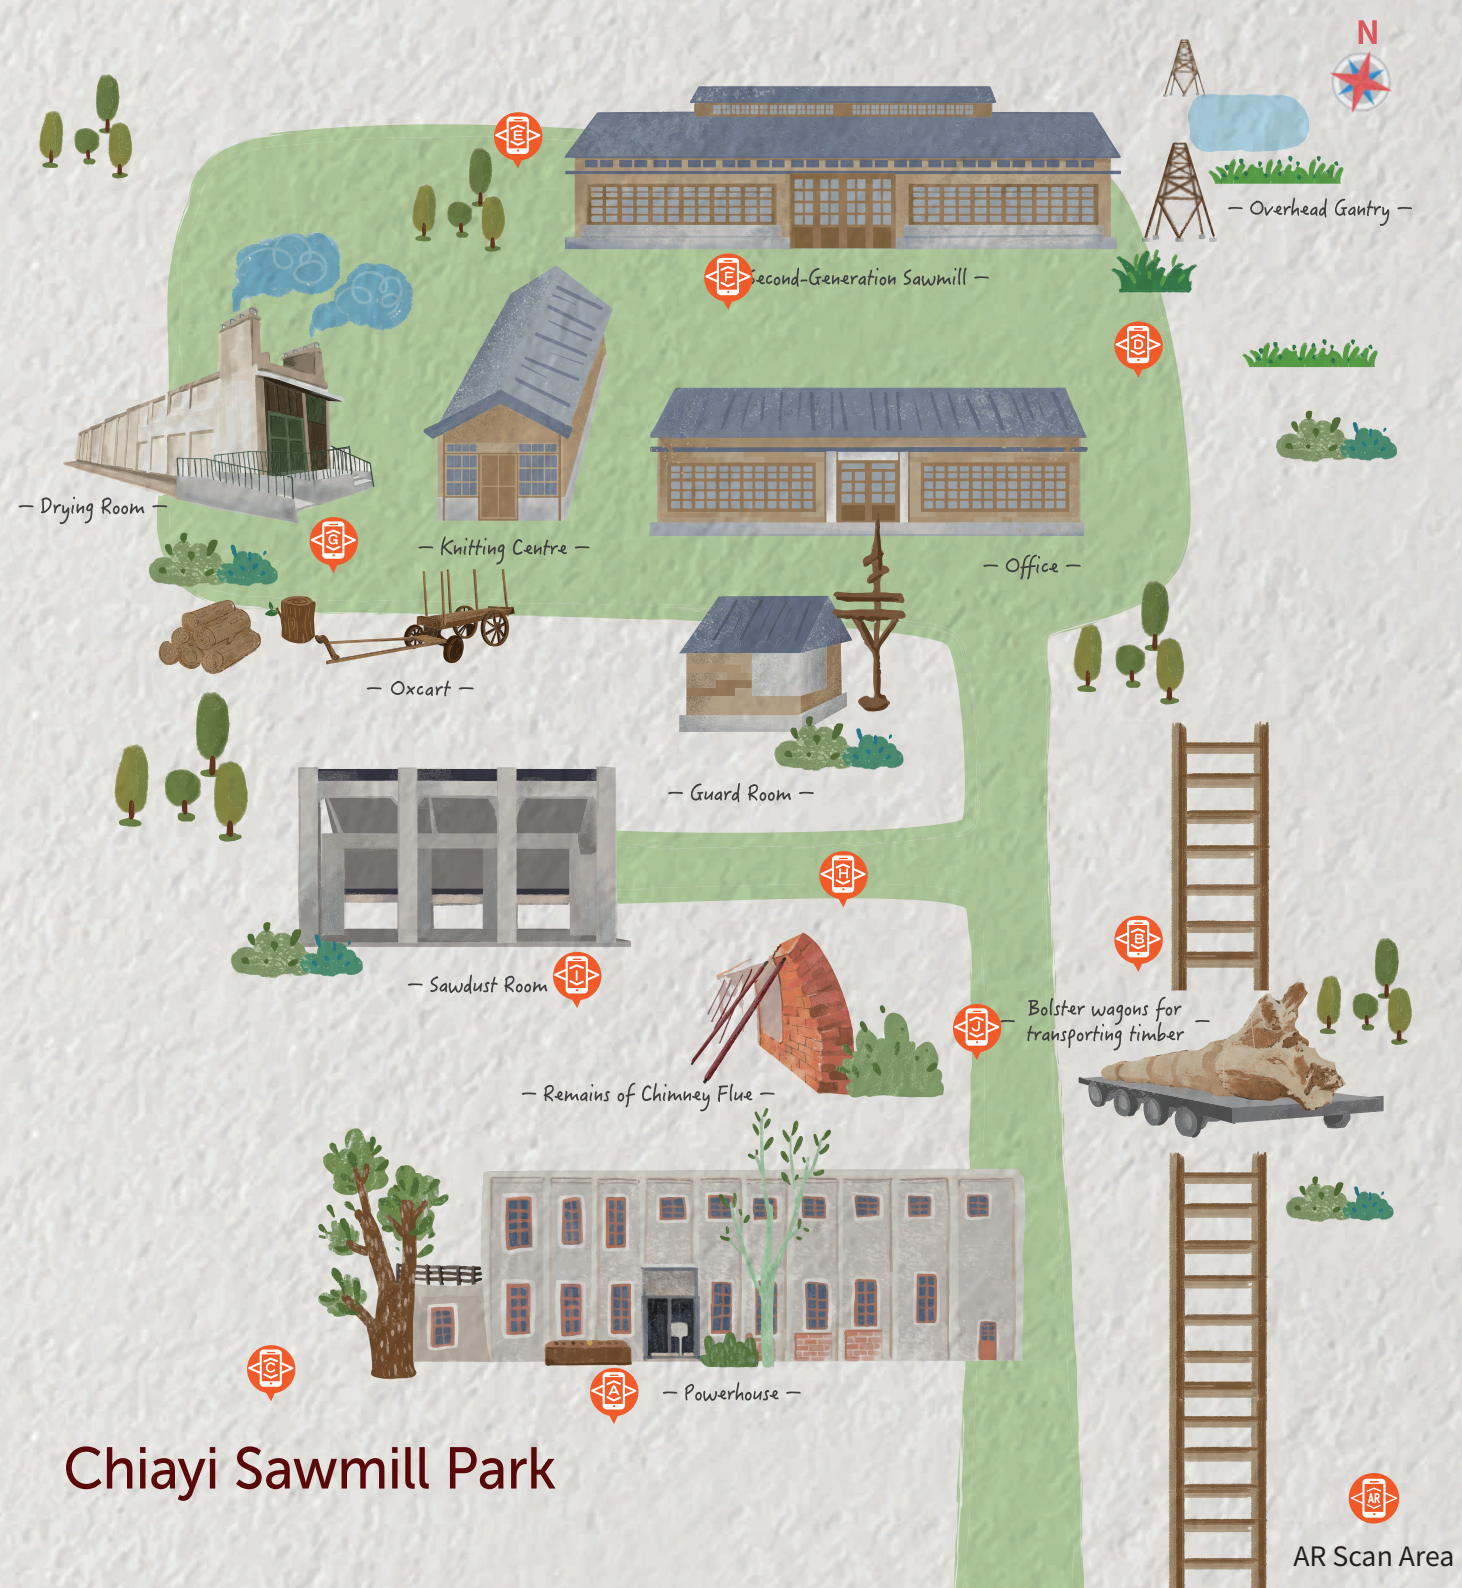 N
E
— Overhead Gantry —
F
Second-Generation Sawmill —
D
— Drying Room —
G
— Knitting Centre —
— Office —
— Oxcart —
— Guard Room —
H
B
— Sawdust Room
I
J
— Bolster wagons for
transporting timber —
— Remains of Chimney Flue —
C
A
— Powerhouse —
Chiayi Sawmill Park
AR
AR Scan Area